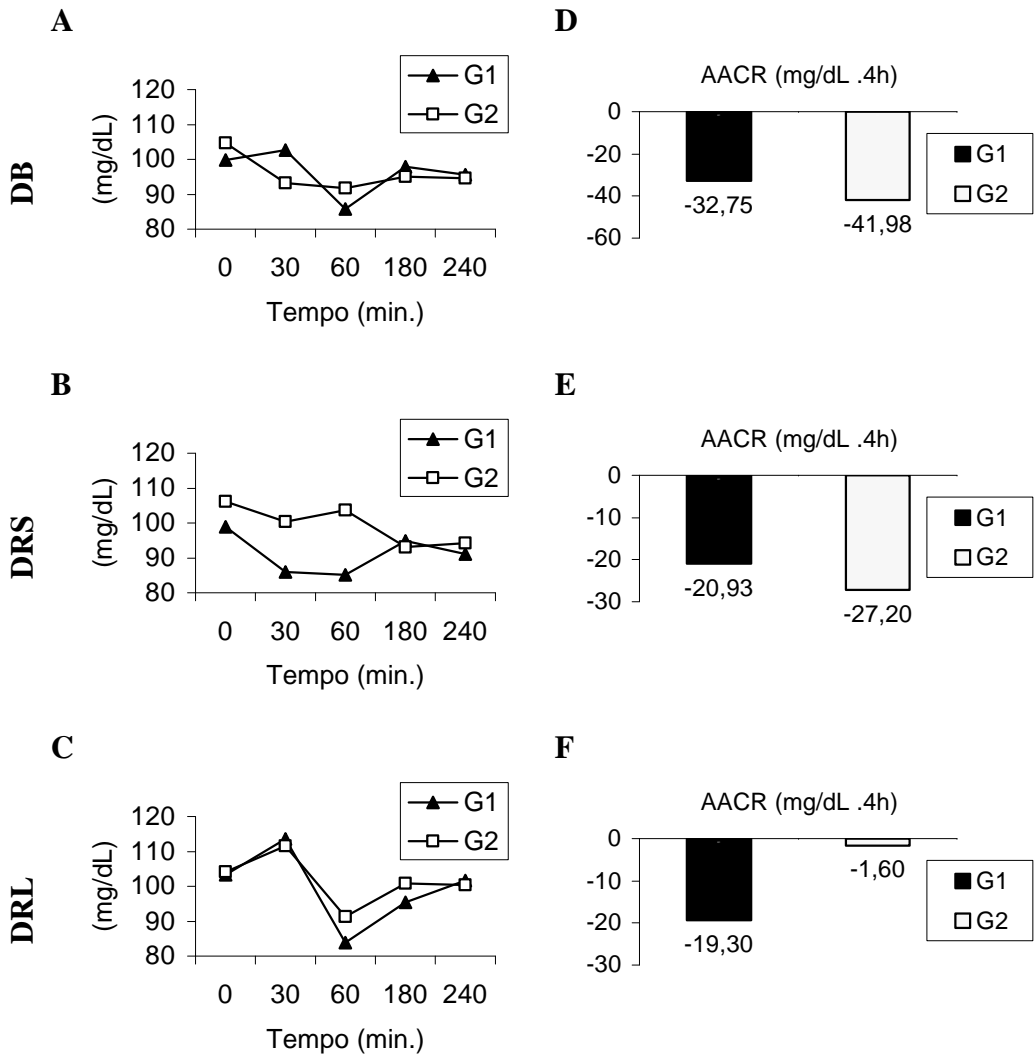 A
G1
G2
120
110
100
90
80
(mg/dL)
0 30 60 180 240
Tempo (min.)
DB
D
AACR (mg/dL .4h)
0
-20
-40
-60
-32,75
-41,98
G1
G2
B
G1
G2
120
110
100
90
80
(mg/dL)
0 30 60 180 240
Tempo (min.)
DRS
E
AACR (mg/dL .4h)
0
-10
-20
-30
-20,93
-27,20
G1
G2
C
G1
G2
120
110
100
90
80
(mg/dL)
0 30 60 180 240
Tempo (min.)
DRL
F
AACR (mg/dL .4h)
0
-10
-20
-30
-19,30
-1,60
G1
G2